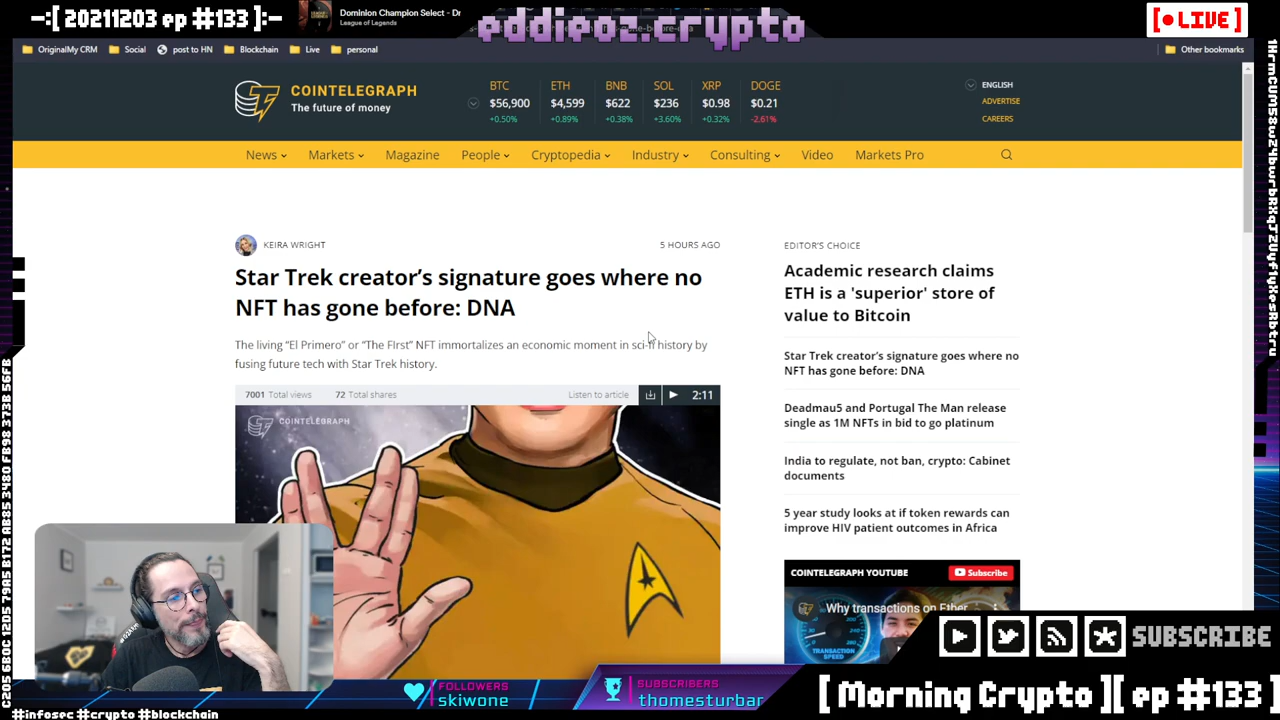 -:[ 20211203 ep #133 ]:-
Dominion Champion Select - Dr
League of Legends
eddieoz.crypto
[ LIVE ]
OriginalMy CRM
Social
post to HN
Blockchain
Live
personal
Other bookmarks
COINTELEGRAPH
The future of money
BTC ETH BNB SOL XRP DOGE
$56,900 $4,599 $622 $236 $0.98 $0.21
+0.50% +0.89% +0.38% +3.60% +0.32% -2.61%
ENGLISH
ADVERTISE
CAREERS
News Markets Magazine People Cryptopedia Industry Consulting Video Markets Pro
KEIRA WRIGHT
5 HOURS AGO
Star Trek creator's signature goes where no
NFT has gone before: DNA
The living “El Primero” or “The FIrst” NFT immortalizes an economic moment in sci-fi history by
fusing future tech with Star Trek history.
7001 Total views
72 Total shares
Listen to article
2:11
COINTELEGRAPH
EDITOR'S CHOICE
Academic research claims
ETH is a 'superior' store of
value to Bitcoin
Star Trek creator's signature goes where no
NFT has gone before: DNA
Deadmau5 and Portugal The Man release
single as 1M NFTs in bid to go platinum
India to regulate, not ban, crypto: Cabinet
documents
5 year study looks at if token rewards can
improve HIV patient outcomes in Africa
COINTELEGRAPH YOUTUBE
Subscribe
Why transactions on Ether
TRANSACTION
SPEED
SUBSCRIBE
FOLLOWERS
skiwone
SUBSCRIBERS
thomesturbar
[ Morning Crypto ][ ep #133 ]
#infosec #crypto #blockchain